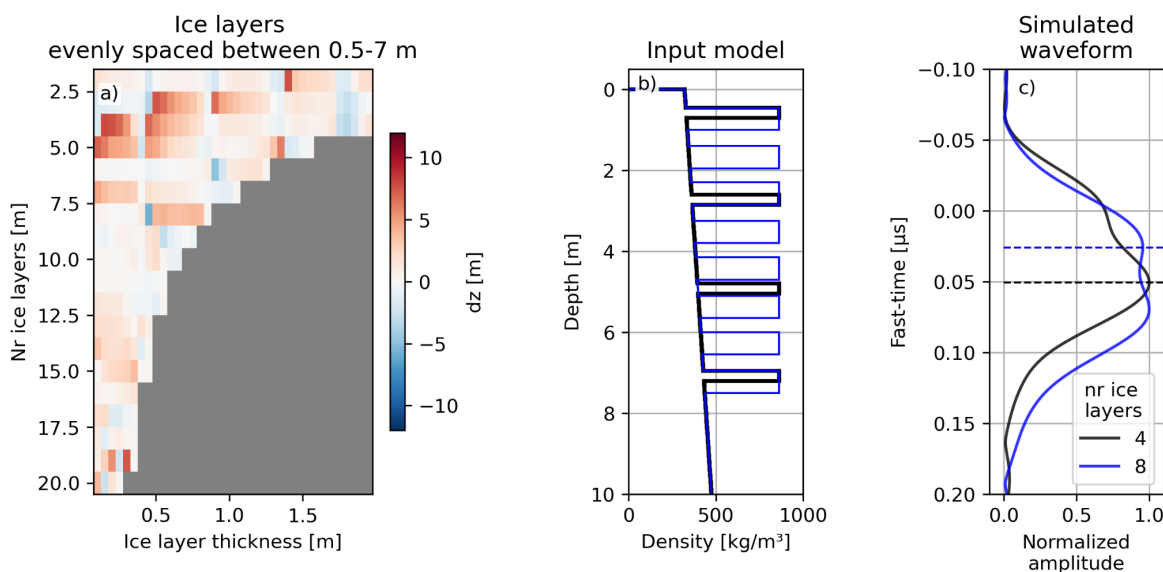 Ice layers
evenly spaced between 0.5-7 m
a)
2.5
5.0
7.5
10.0
12.5
15.0
17.5
20.0
Nr ice layers [m]
0.5
1.0
1.5
Ice layer thickness [m]
10
5
0
−5
−10
dz [m]
Input model
b)
0
2
4
6
8
10
Depth [m]
0
500
1000
Density [kg/m³]
Simulated
waveform
c)
−0.10
−0.05
0.00
0.05
0.10
0.15
0.20
Fast-time [μs]
nr ice
layers
4
8
0.0
0.5
1.0
Normalized
amplitude